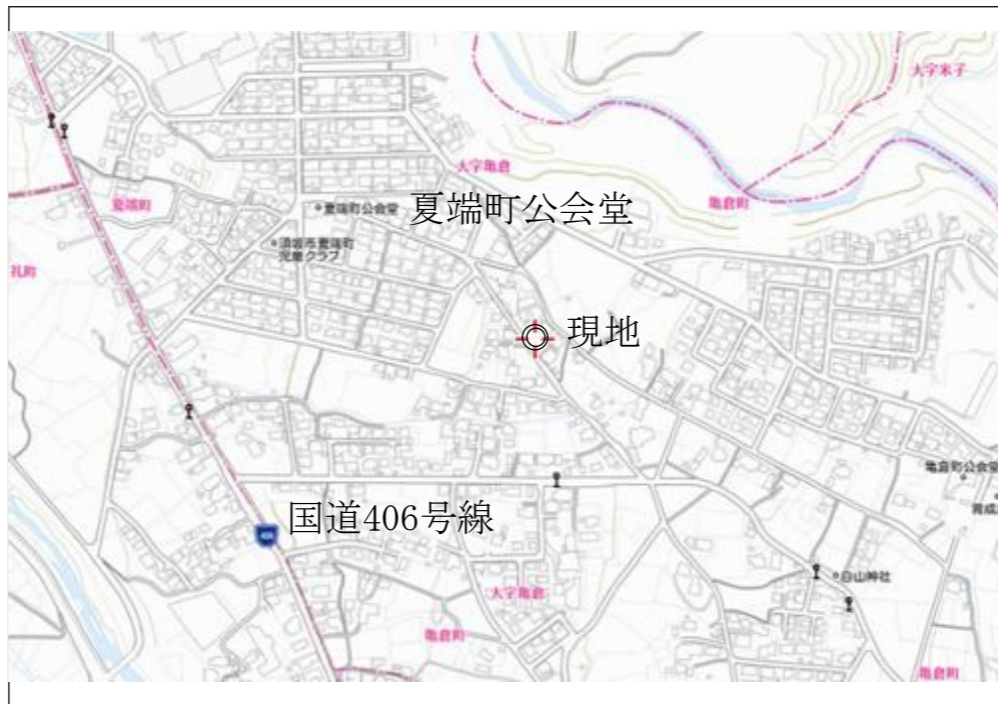 大字米子
大字亀倉
夏端町
夏端町公会堂
夏端町公会堂
亀倉町
須坂市夏端町
児童クラブ
礼町
現地
亀倉町公会堂
国道406号線
406
白山神社
大字亀倉
亀倉町
亀倉町